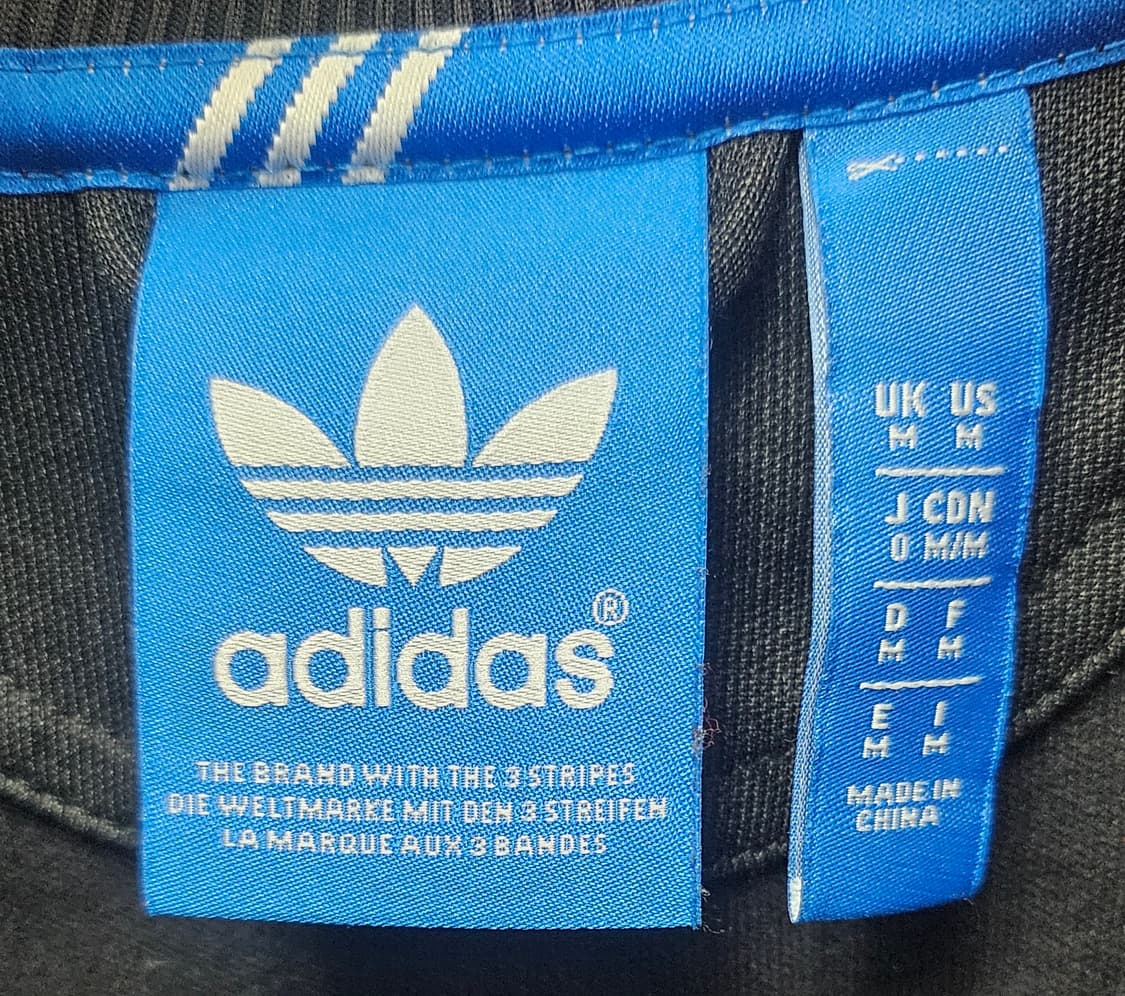 adidas®
THE BRAND WITH THE 3 STRIPES
DIE WELTMARKE MIT DEN 3 STREIFEN
LA MARQUE AUX 3 BANDES
UK US
M M
J CDN
O M/M
D F
M M
E I
M M
MADE IN
CHINA